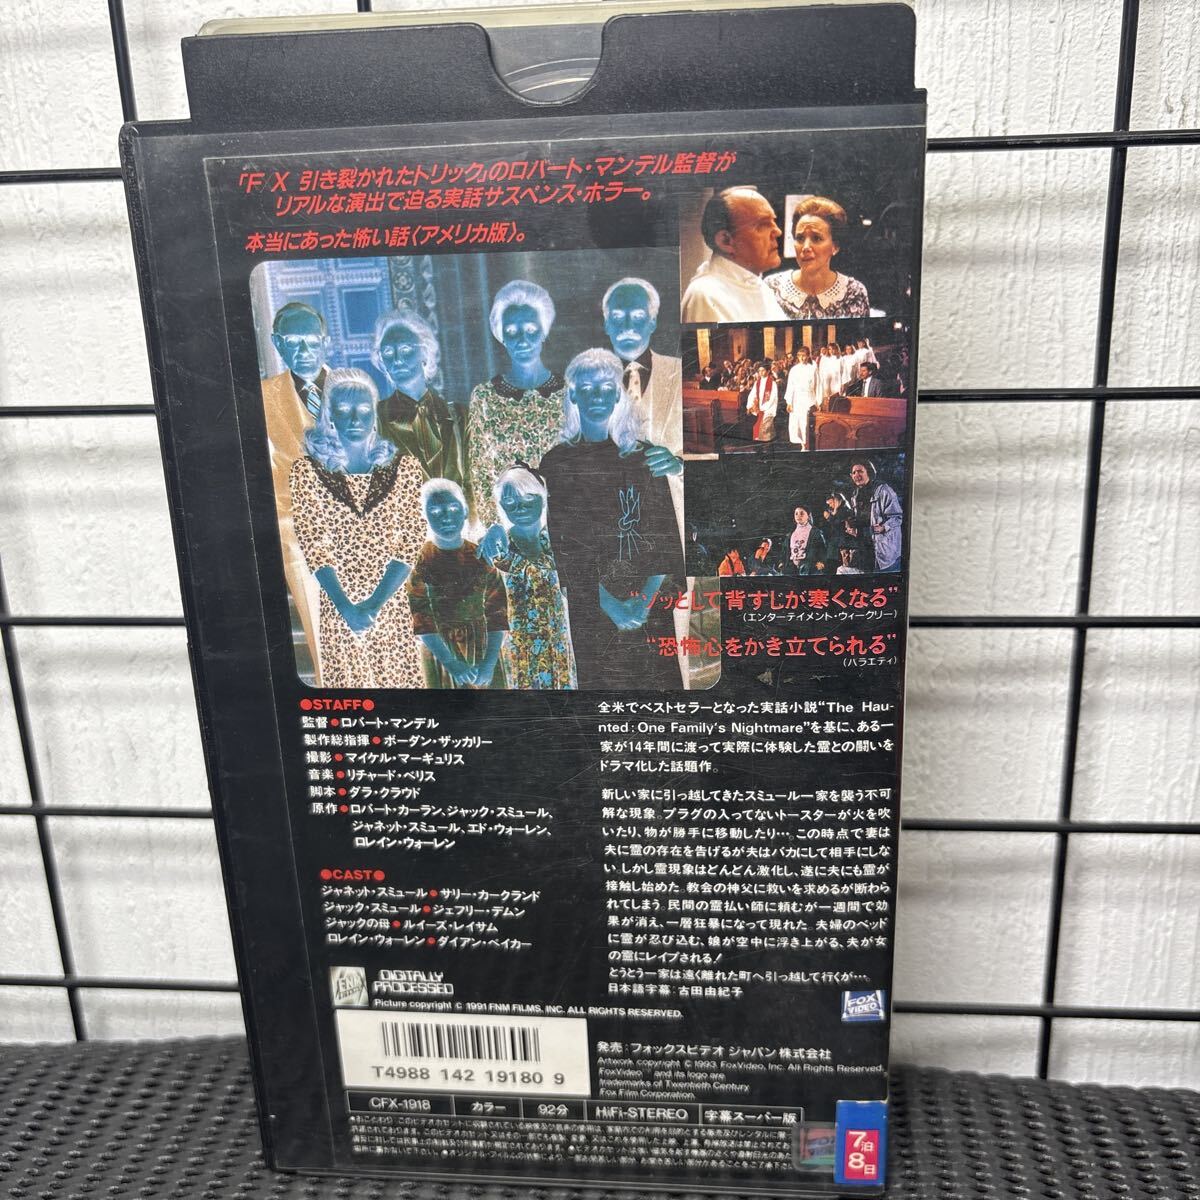 「F/X 引き裂かれたトリック」のロバート・マンデル監督が
リアルな演出で迫る実話サスペンス・ホラー。
本当にあった怖い話〈アメリカ版〉。
“ゾッとして背すじが寒くなる”
(エンターテイメント・ウィークリー)
“恐怖心をかき立てられる”
(バラエティ)
●STAFF●
監督●ロバート・マンデル
製作総指揮●ボーダン・ザッカリー
撮影●マイケル・マーギュリス
音楽●リチャード・ベリス
脚本●ダラ・クラウド
原作●ロバート・カーラン、ジャック・スミュール、
ジャネット・スミュール、エド・ウォーレン、
ロレイン・ウォーレン
●CAST●
ジャネット・スミュール●サリー・カークランド
ジャック・スミュール●ジェフリー・デムン
ジャックの母●ルイーズ・レイサム
ロレイン・ウォーレン●ダイアン・ベイカー
全米でベストセラーとなった実話小説“The Hau-
nted:One Family's Nightmare”を基に、ある一
家が14年間に渡って実際に体験した霊との闘いを
ドラマ化した話題作。
新しい家に引っ越してきたスミュール一家を襲う不可
解な現象。プラグの入ってないトースターが火を吹
いたり、物が勝手に移動したり…。この時点で妻は
夫に霊の存在を告げるが夫はバカにして相手にしな
い。しかし霊現象はどんどん激化し、遂に夫にも霊が
接触し始めた。教会の神父に救いを求めるが断わら
れてしまう。民間の霊払い師に頼むが一週間で効
果が消え、一層狂暴になって現れた。夫婦のベッド
に霊が忍び込む、娘が空中に浮き上がる、夫が女
の霊にレイプされる!
とうとう一家は遠く離れた町へ引っ越して行くが…。
日本語字幕:古田由紀子
FNM
DIGITALLY
PROCESSED
FOX
VIDEO
Picture copyright © 1991 FNM FILMS, INC. ALL RIGHTS RESERVED.
発売:フォックスビデオ ジャパン株式会社
Artwork copyright © 1993 FoxVideo, Inc. All Rights Reserved.
FoxVideo and its logo are
trademarks of Twentieth Century
Fox Film Corporation.
T4988 142 19180 9
CFX-1918 カラー 92分 HiFi-STEREO 字幕スーパー版
7泊
8日